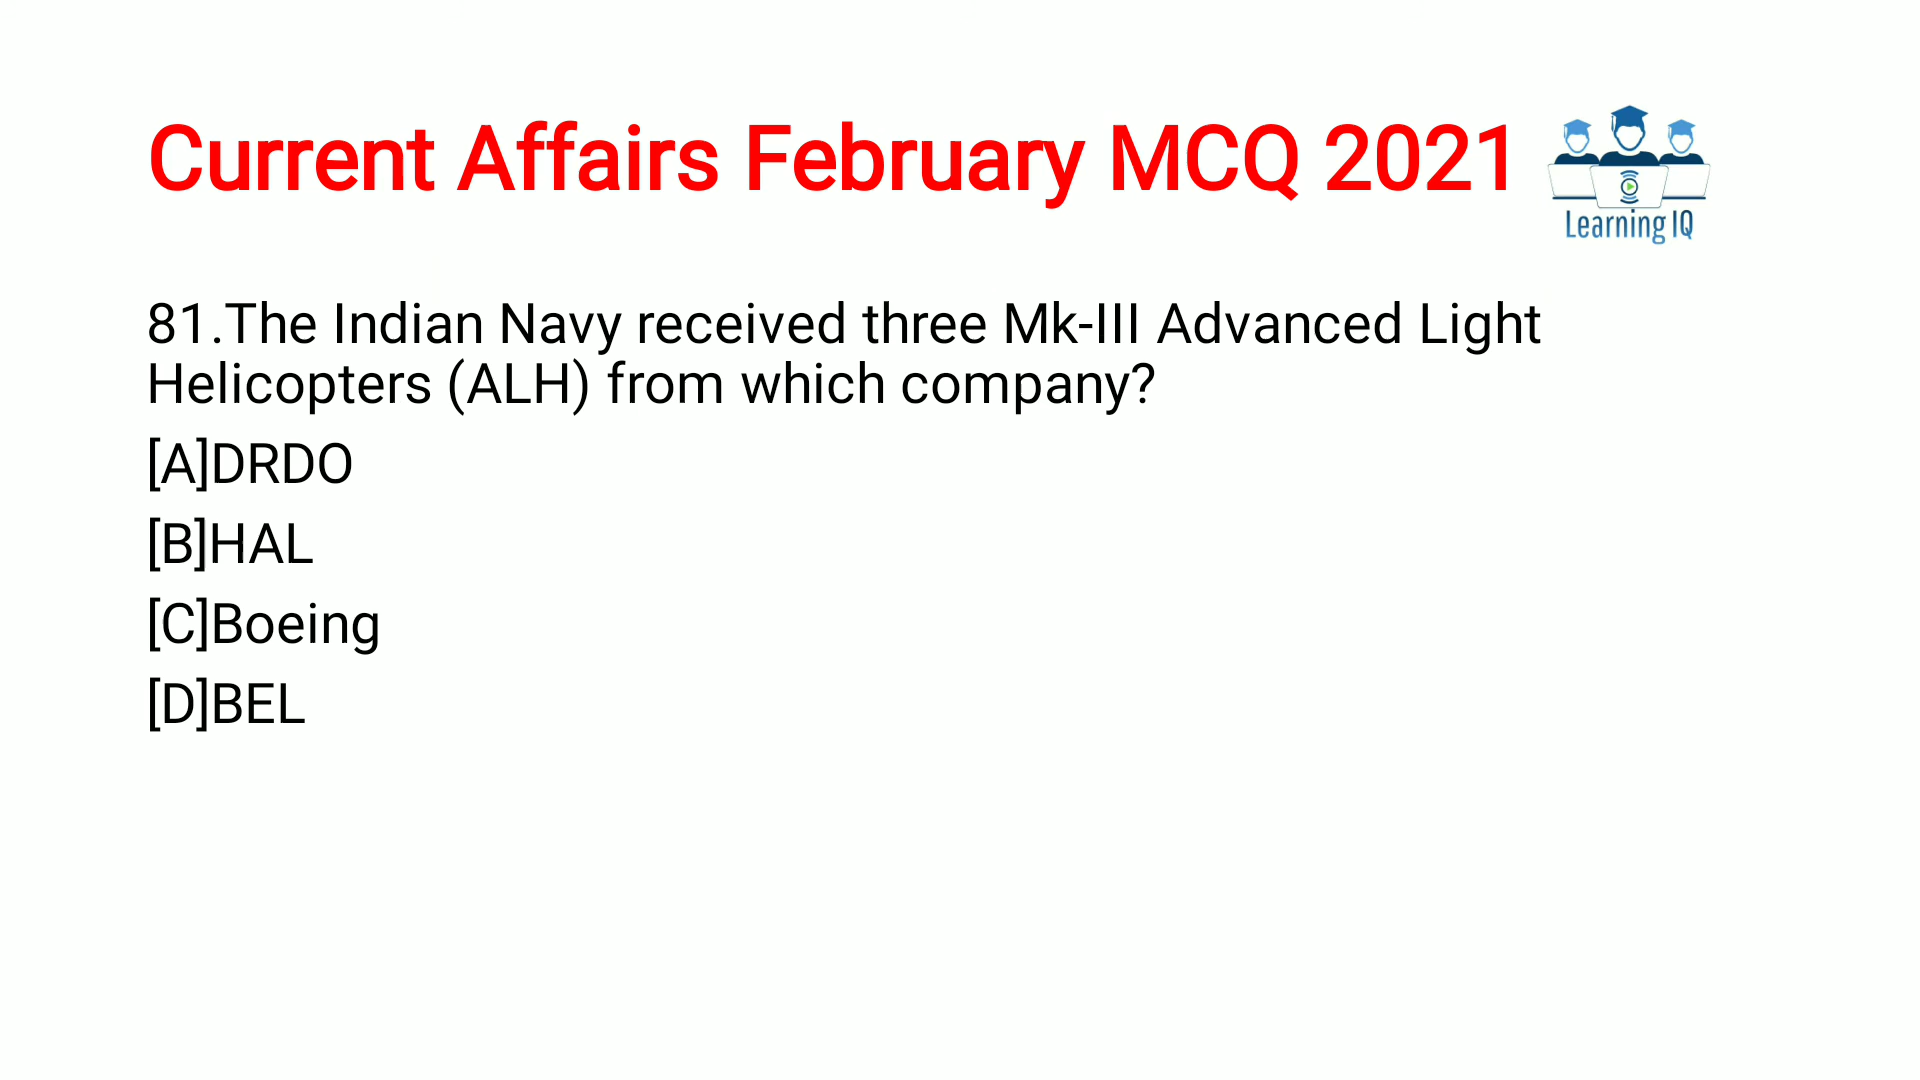 Current Affairs February MCQ 2021
Learning IQ
81.The Indian Navy received three Mk-III Advanced Light
Helicopters (ALH) from which company?
[A]DRDO
[B]HAL
[C]Boeing
[D]BEL